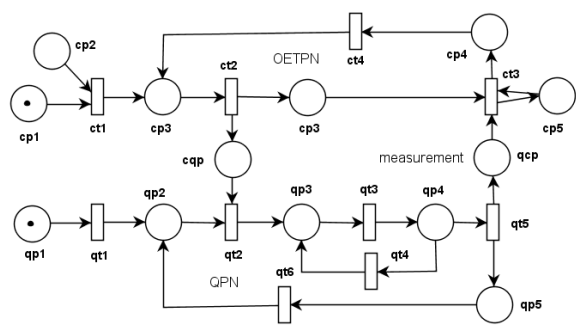 cp2
ct4
OETPN
cp4
ct2
ct3
cp1
ct1
cp3
cp3
cp5
cqp
measurement
qcp
qp2
qp3
qt3
qp4
qp1
qt1
qt2
qt4
qt5
QPN
qt6
qp5